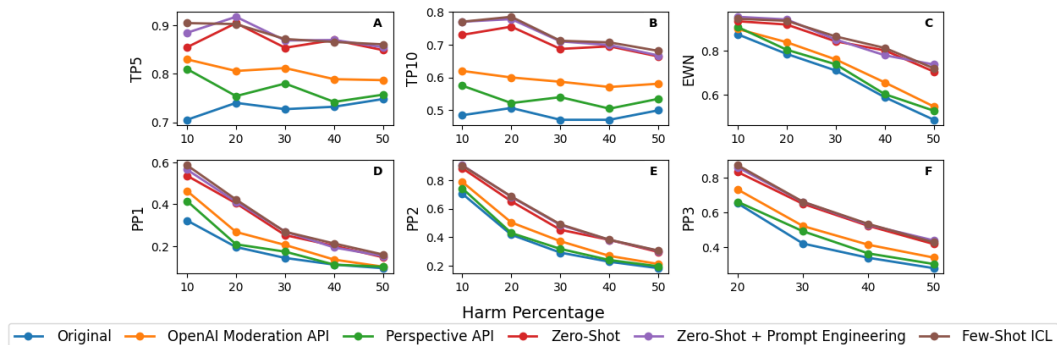 A
TP5
0.9
0.8
0.7
10 20 30 40 50
B
TP10
0.8
0.7
0.6
0.5
10 20 30 40 50
C
EWN
0.8
0.6
10 20 30 40 50
D
PP1
0.6
0.4
0.2
10 20 30 40 50
E
PP2
0.8
0.6
0.4
0.2
10 20 30 40 50
F
PP3
0.8
0.6
0.4
20 30 40 50
Harm Percentage
Original OpenAI Moderation API Perspective API Zero-Shot Zero-Shot + Prompt Engineering Few-Shot ICL